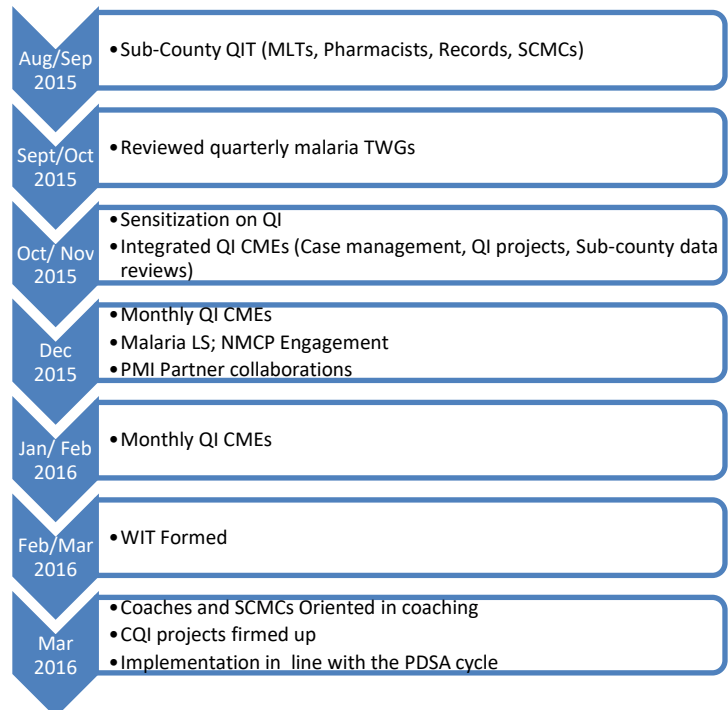 Aug/Sep
2015
•Sub-County QIT (MLTs, Pharmacists, Records, SCMCs)
Sept/Oct
2015
•Reviewed quarterly malaria TWGs
Oct/ Nov
2015
•Sensitization on QI
•Integrated QI CMEs (Case management, QI projects, Sub-county data
reviews)
Dec
2015
•Monthly QI CMEs
•Malaria LS; NMCP Engagement
•PMI Partner collaborations
Jan/ Feb
2016
•Monthly QI CMEs
Feb/Mar
2016
•WIT Formed
Mar
2016
•Coaches and SCMCs Oriented in coaching
•CQI projects firmed up
•Implementation in  line with the PDSA cycle